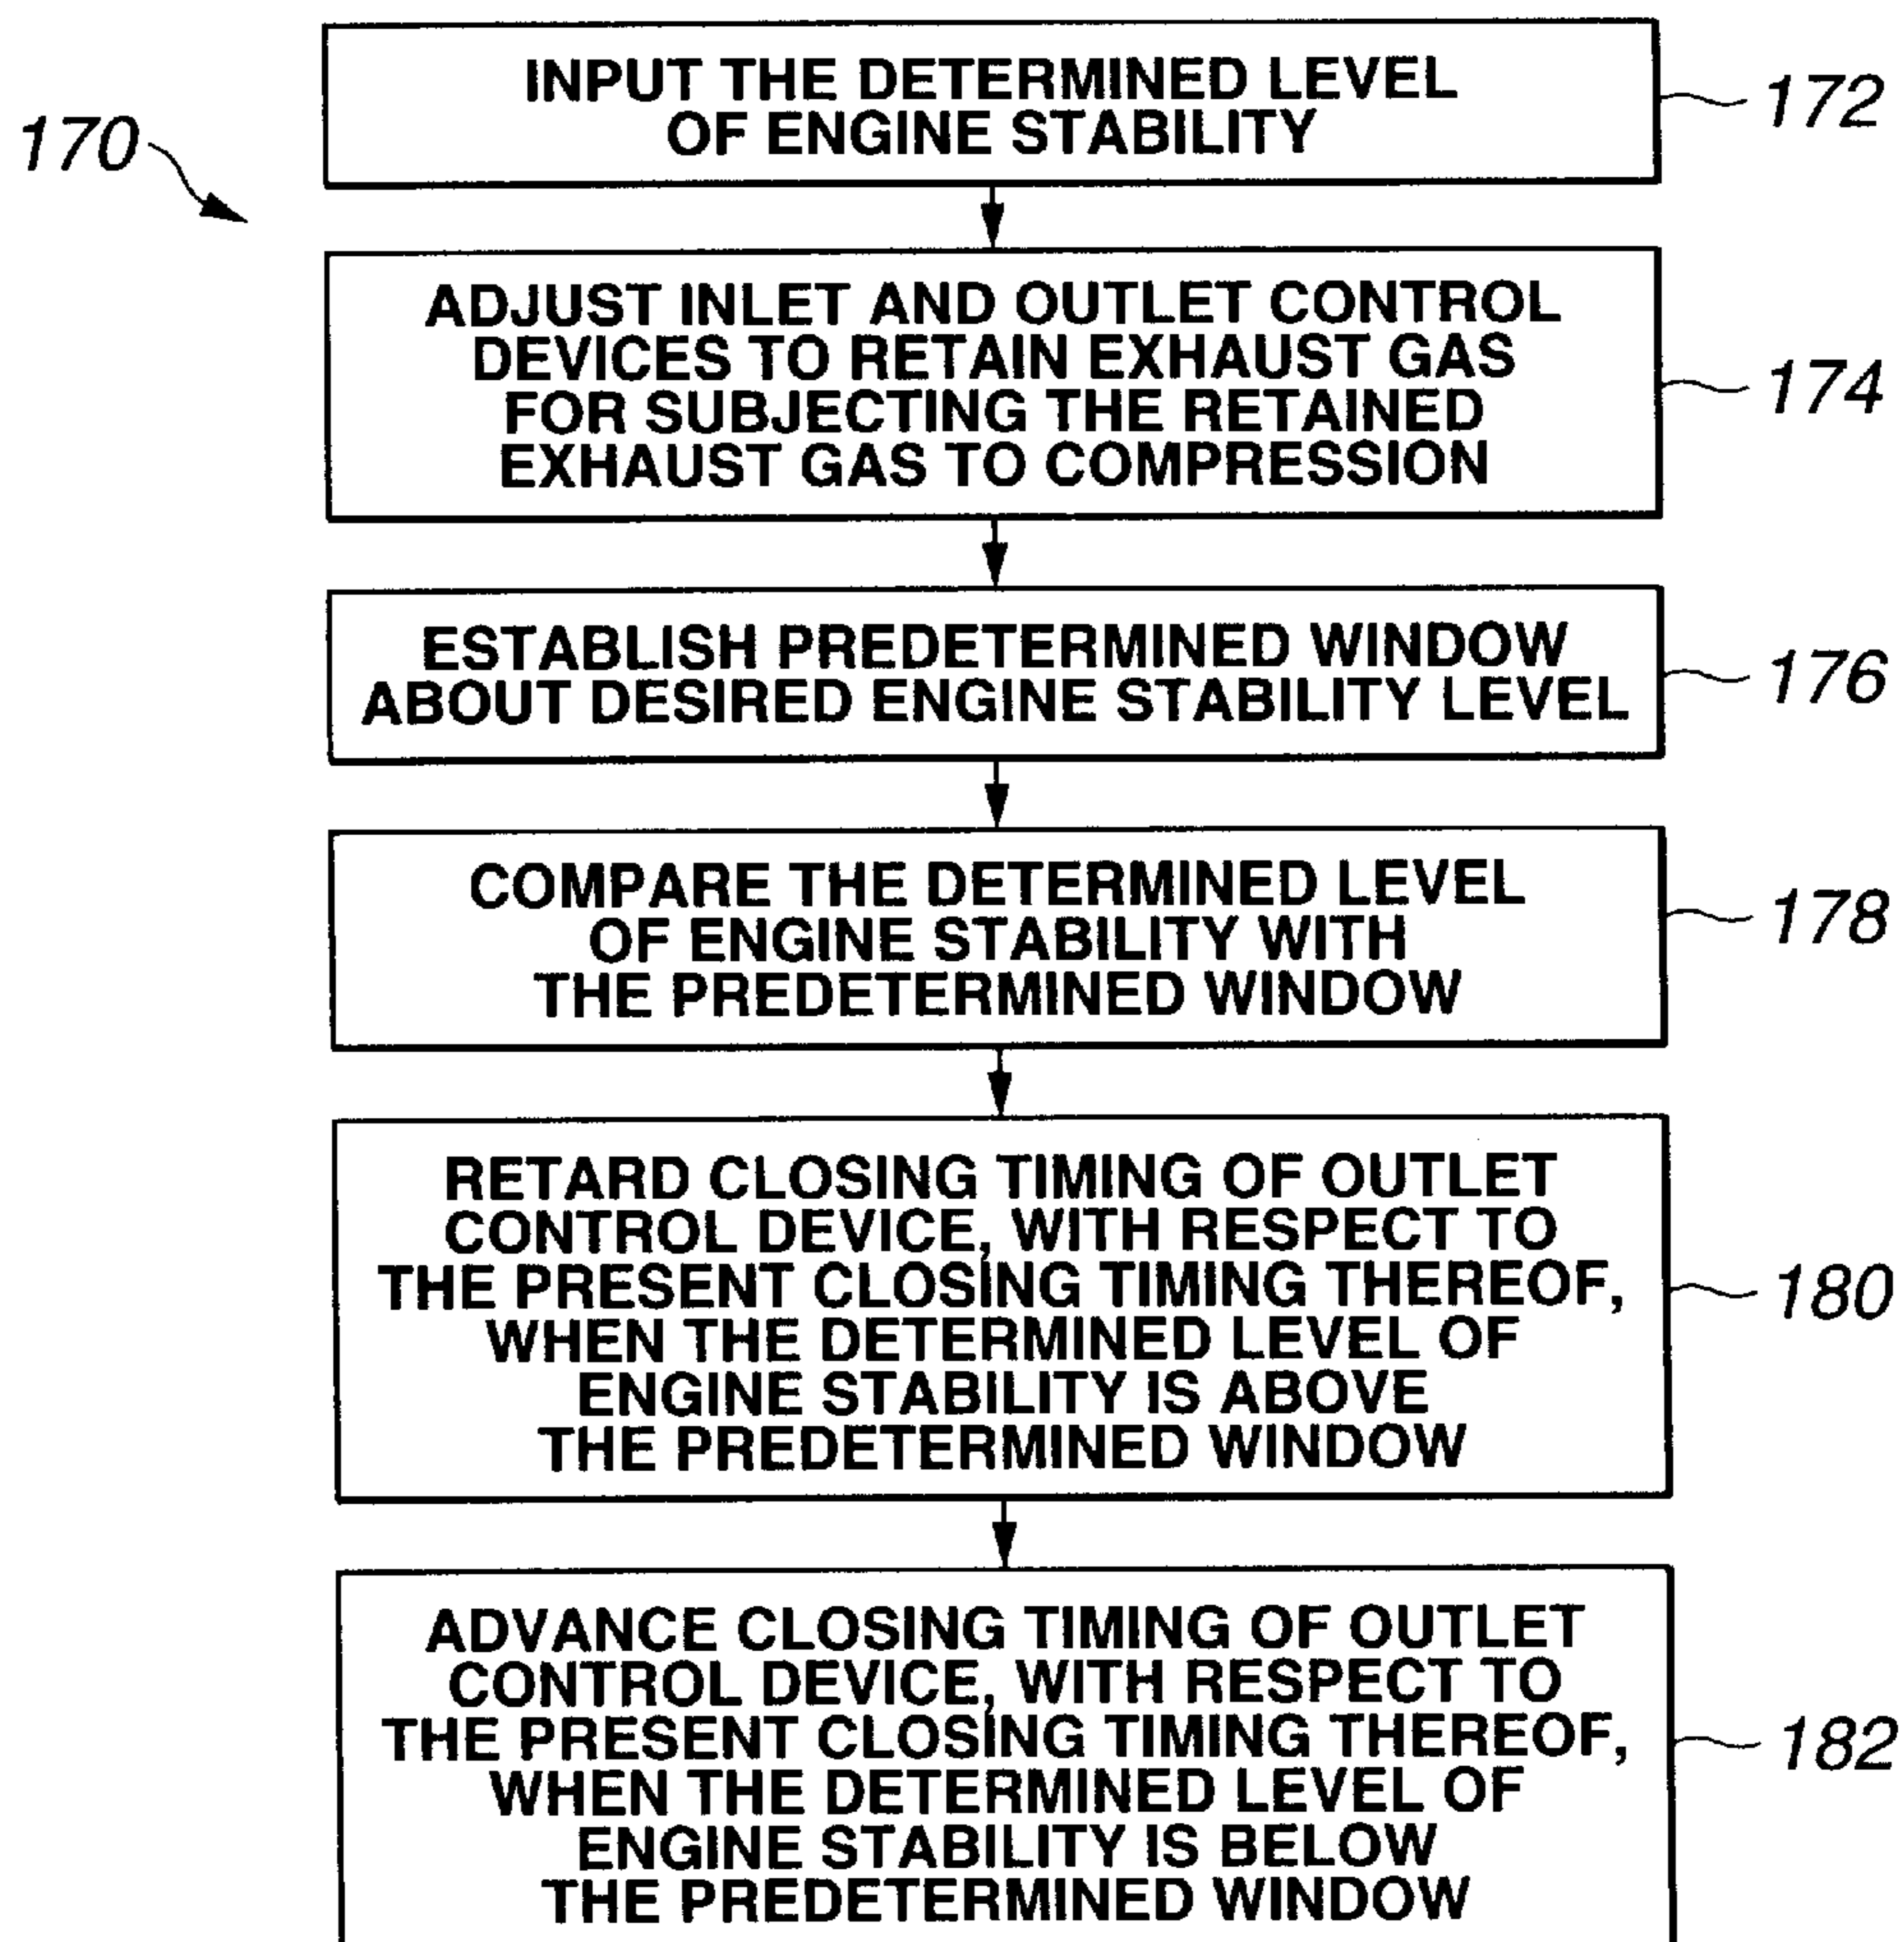 INPUT THE DETERMINED LEVEL
OF ENGINE STABILITY
172
170
ADJUST INLET AND OUTLET CONTROL
DEVICES TO RETAIN EXHAUST GAS
FOR SUBJECTING THE RETAINED
EXHAUST GAS TO COMPRESSION
174
ESTABLISH PREDETERMINED WINDOW
ABOUT DESIRED ENGINE STABILITY LEVEL
176
COMPARE THE DETERMINED LEVEL
OF ENGINE STABILITY WITH
THE PREDETERMINED WINDOW
178
RETARD CLOSING TIMING OF OUTLET
CONTROL DEVICE, WITH RESPECT TO
THE PRESENT CLOSING TIMING THEREOF,
WHEN THE DETERMINED LEVEL OF
ENGINE STABILITY IS ABOVE
THE PREDETERMINED WINDOW
180
ADVANCE CLOSING TIMING OF OUTLET
CONTROL DEVICE, WITH RESPECT TO
THE PRESENT CLOSING TIMING THEREOF,
WHEN THE DETERMINED LEVEL OF
ENGINE STABILITY IS BELOW
THE PREDETERMINED WINDOW
182